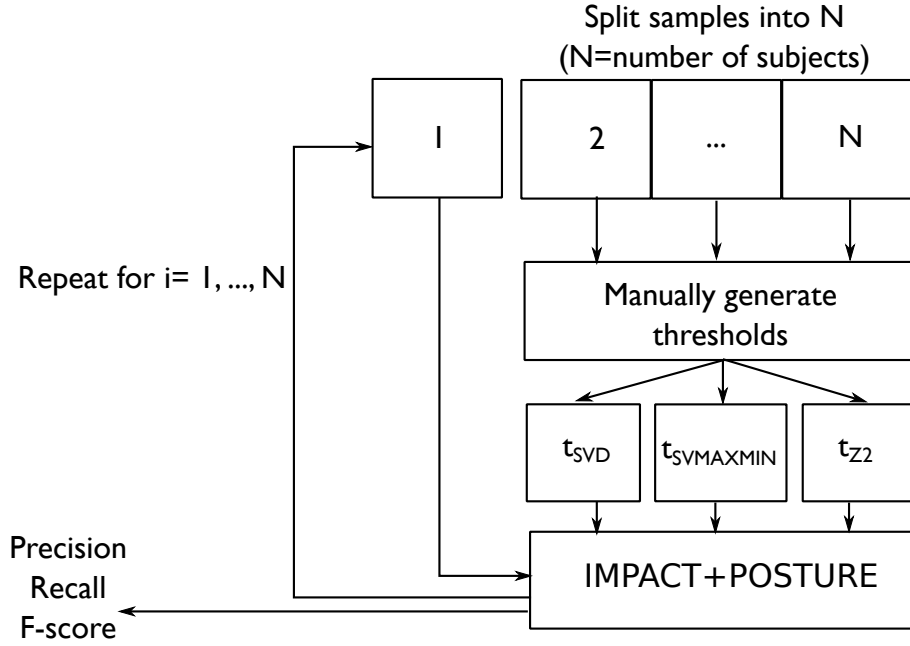 Split samples into N
(N=number of subjects)
1
2
...
N
Repeat for i= 1, ..., N
Manually generate
thresholds
tSVD
tSVMAXMIN
tZ2
IMPACT+POSTURE
Precision
Recall
F-score